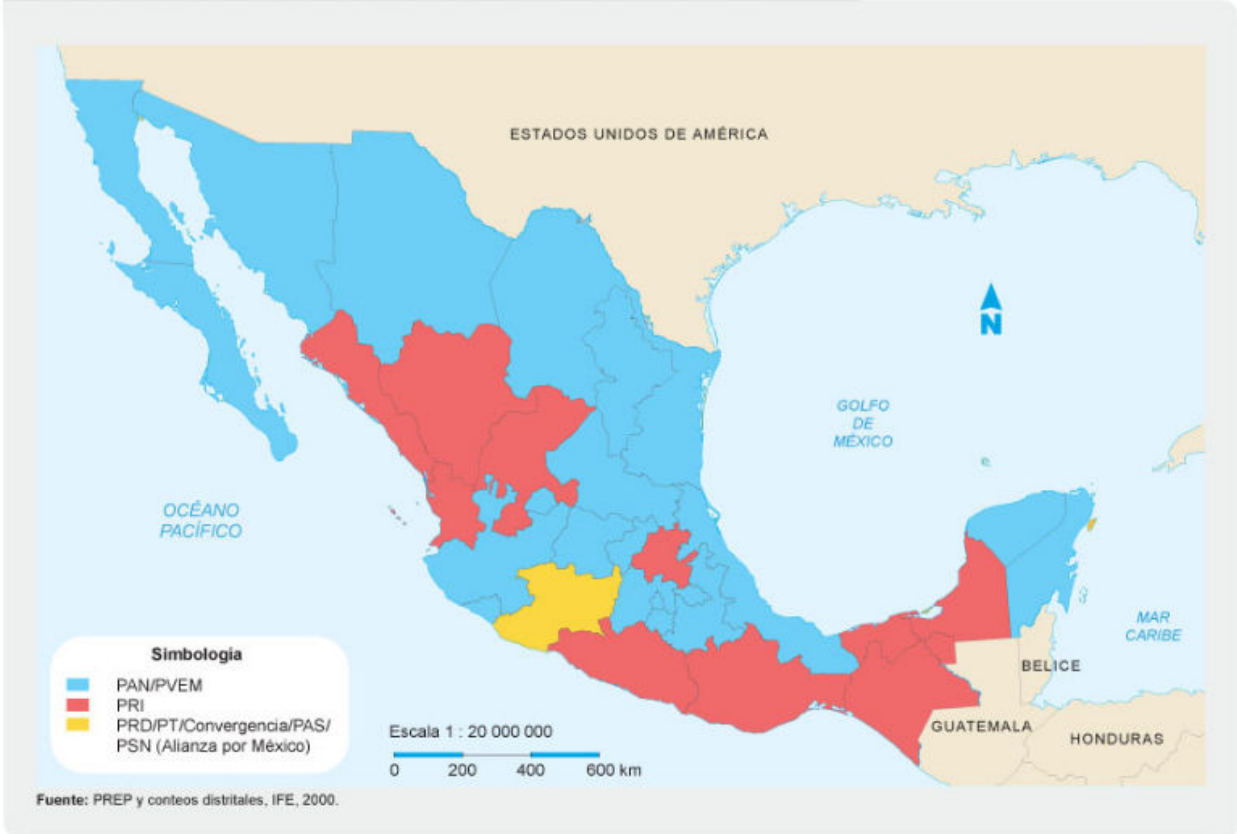 ESTADOS UNIDOS DE AMÉRICA
N
GOLFO
DE
MÉXICO
OCÉANO
PACÍFICO
MAR
CARIBE
BELICE
GUATEMALA
HONDURAS
Simbología
PAN/PVEM
PRI
PRD/PT/Convergencia/PAS/
PSN (Alianza por México)
Escala 1 : 20 000 000
0 200 400 600 km
Fuente: PREP y conteos distritales, IFE, 2000.